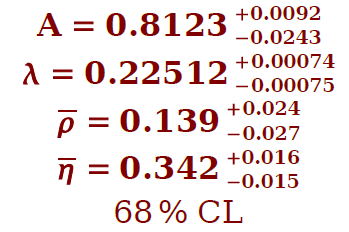 A = 0.8123 +0.0092 −0.0243
λ = 0.22512 +0.00074 −0.00075
ρ̅ = 0.139 +0.024 −0.027
η̅ = 0.342 +0.016 −0.015
68 % CL